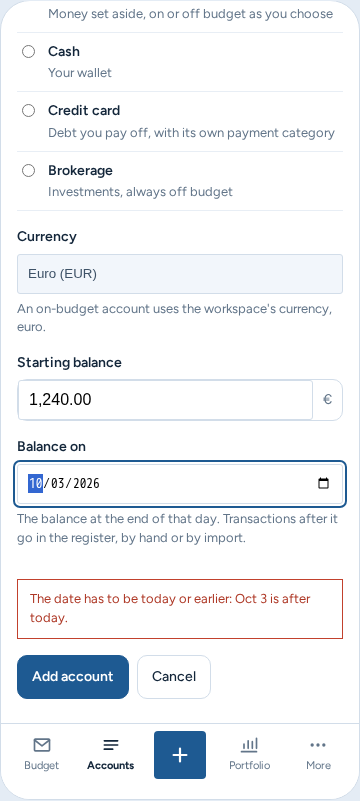 Money set aside, on or off budget as you choose
Cash
Your wallet
Credit card
Debt you pay off, with its own payment category
Brokerage
Investments, always off budget
Currency
Euro (EUR)
An on-budget account uses the workspace's currency,
euro.
Starting balance
1,240.00 €
Balance on
10/03/2026
The balance at the end of that day. Transactions after it
go in the register, by hand or by import.
The date has to be today or earlier: Oct 3 is after
today.
Add account Cancel
Budget Accounts + Portfolio More